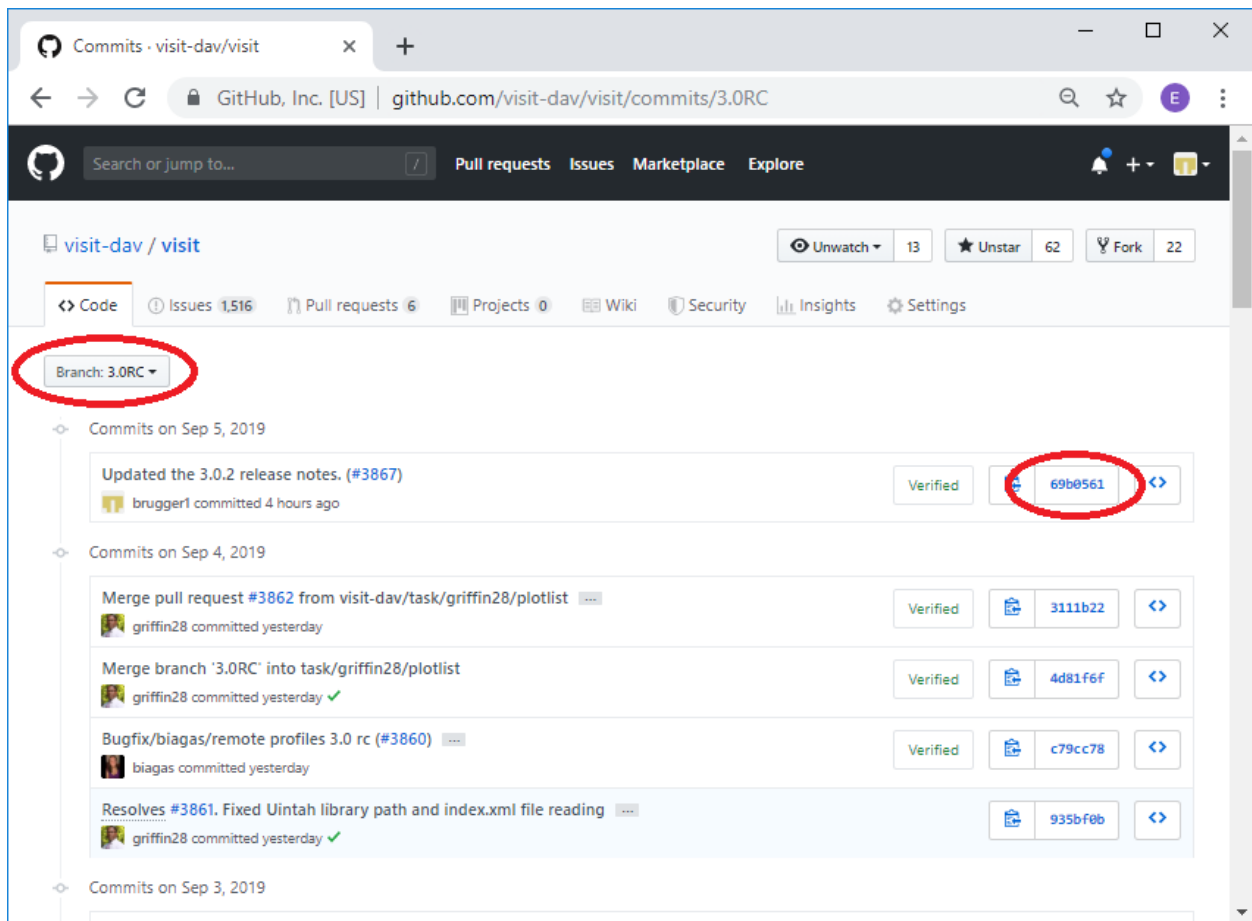 Commits · visit-dav/visit
GitHub, Inc. [US] | github.com/visit-dav/visit/commits/3.0RC
E
Search or jump to... /
Pull requests Issues Marketplace Explore
visit-dav / visit
Unwatch 13 Unstar 62 Fork 22
Code Issues 1,516 Pull requests 6 Projects 0 Wiki Security Insights Settings
Branch: 3.0RC
Commits on Sep 5, 2019
Updated the 3.0.2 release notes. (#3867)
brugger1 committed 4 hours ago
Verified 69b0561
Commits on Sep 4, 2019
Merge pull request #3862 from visit-dav/task/griffin28/plotlist ...
griffin28 committed yesterday
Verified 3111b22
Merge branch '3.0RC' into task/griffin28/plotlist
griffin28 committed yesterday
Verified 4d81f6f
Bugfix/biagas/remote profiles 3.0 rc (#3860) ...
biagas committed yesterday
Verified c79cc78
Resolves #3861. Fixed Uintah library path and index.xml file reading ...
griffin28 committed yesterday
935bf0b
Commits on Sep 3, 2019